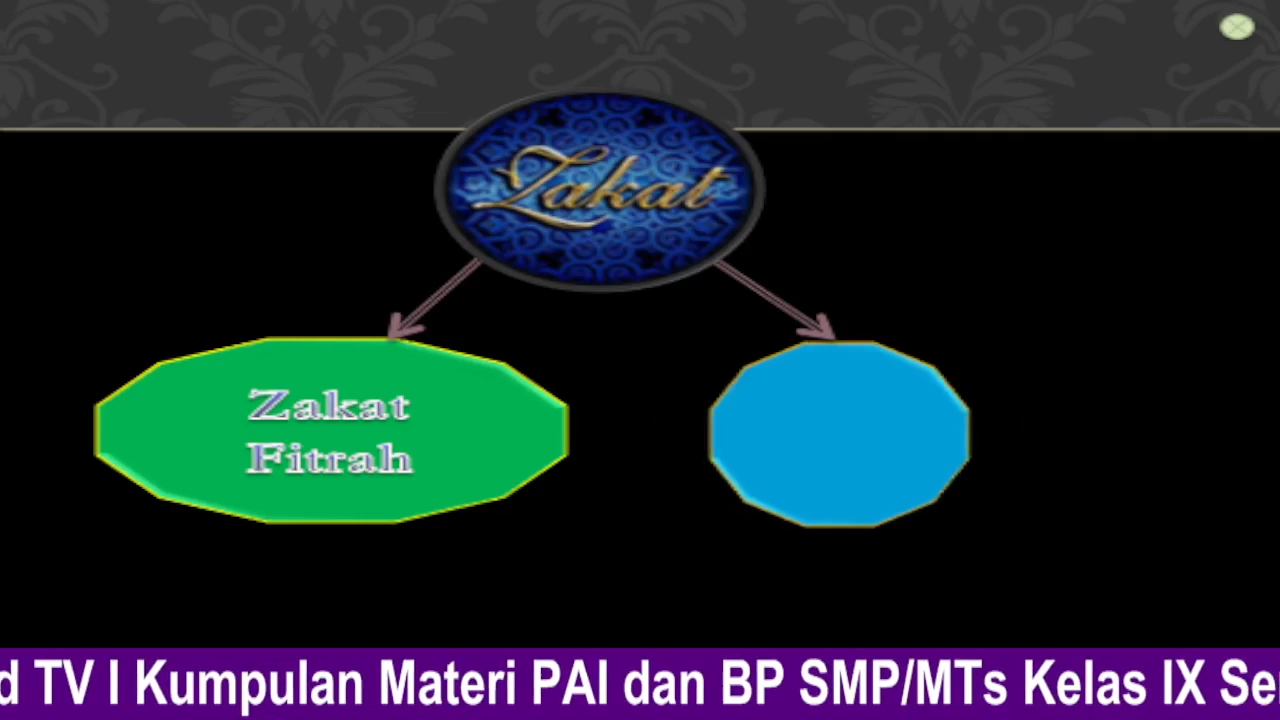 Zakat
Zakat
Fitrah
d TV I Kumpulan Materi PAI dan BP SMP/MTs Kelas IX Se